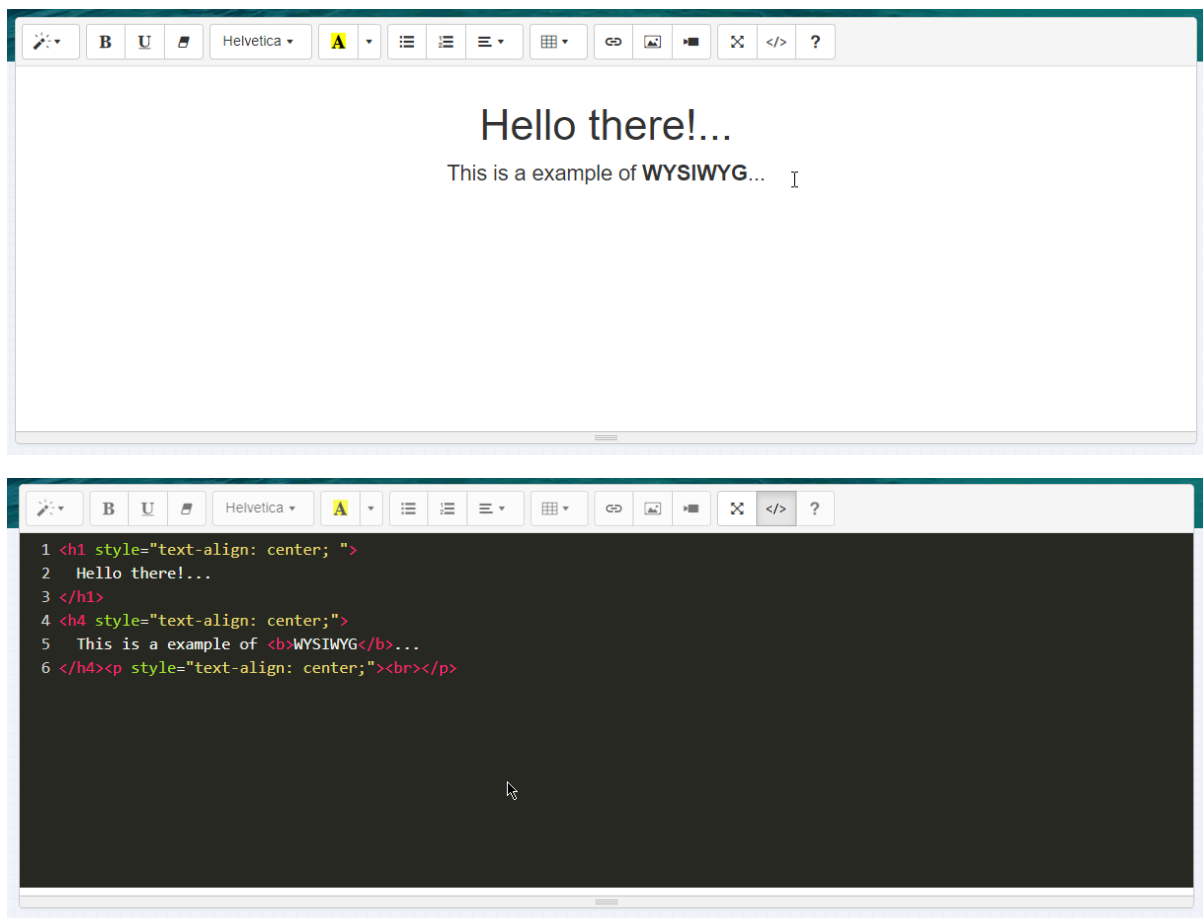 B U Helvetica A </> ?
Hello there!...
This is a example of WYSIWYG...
B U Helvetica A </> ?
1 <h1 style="text-align: center; ">
2 Hello there!...
3 </h1>
4 <h4 style="text-align: center;">
5 This is a example of <b>WYSIWYG</b>...
6 </h4><p style="text-align: center;"><br></p>